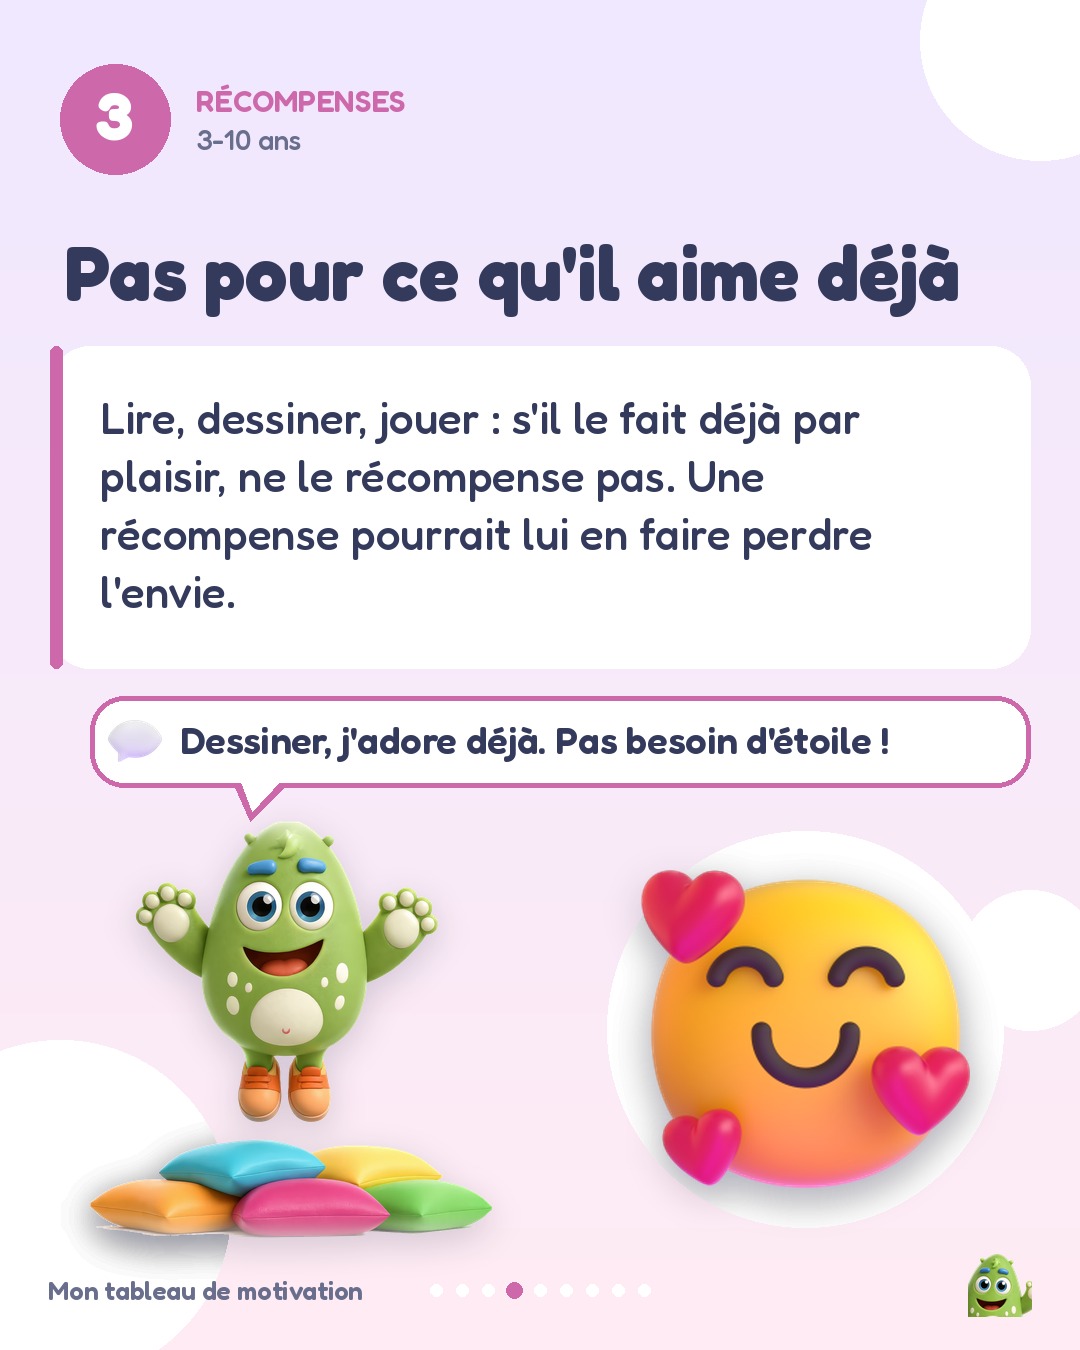 3
RÉCOMPENSES
3-10 ans
Pas pour ce qu'il aime déjà
Lire, dessiner, jouer : s'il le fait déjà par
plaisir, ne le récompense pas. Une
récompense pourrait lui en faire perdre
l'envie.
Dessiner, j'adore déjà. Pas besoin d'étoile !
Mon tableau de motivation